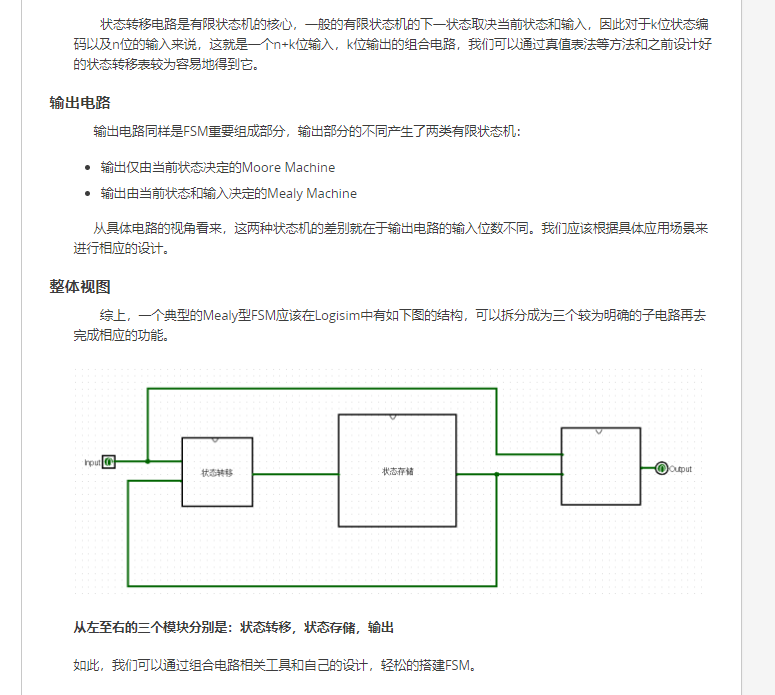 状态转移电路是有限状态机的核心，一般的有限状态机的下一状态取决当前状态和输入，因此对于k位状态编
码以及n位的输入来说，这就是一个n+k位输入，k位输出的组合电路，我们可以通过真值表法等方法和之前设计好
的状态转移表较为容易地得到它。
输出电路
输出电路同样是FSM重要组成部分，输出部分的不同产生了两类有限状态机：
输出仅由当前状态决定的Moore Machine
输出由当前状态和输入决定的Mealy Machine
从具体电路的视角看来，这两种状态机的差别就在于输出电路的输入位数不同。我们应该根据具体应用场景来
进行相应的设计。
整体视图
综上，一个典型的Mealy型FSM应该在Logisim中有如下图的结构，可以拆分成为三个较为明确的子电路再去
完成相应的功能。
Input
状态转移
状态存储
Output
从左至右的三个模块分别是：状态转移，状态存储，输出
如此，我们可以通过组合电路相关工具和自己的设计，轻松的搭建FSM。